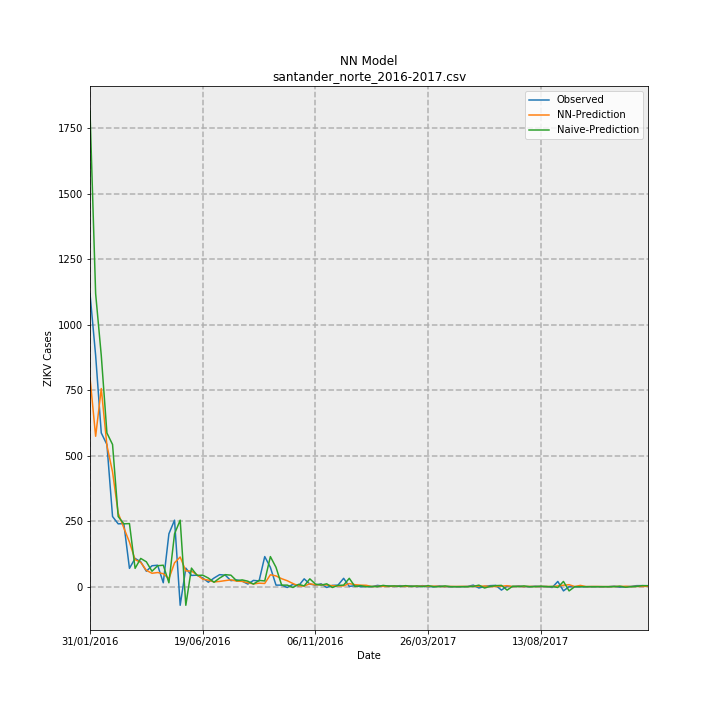 NN Model
santander_norte_2016-2017.csv
Observed
NN-Prediction
Naive-Prediction
ZIKV Cases
1750
1500
1250
1000
750
500
250
0
31/01/2016 19/06/2016 06/11/2016 26/03/2017 13/08/2017
Date